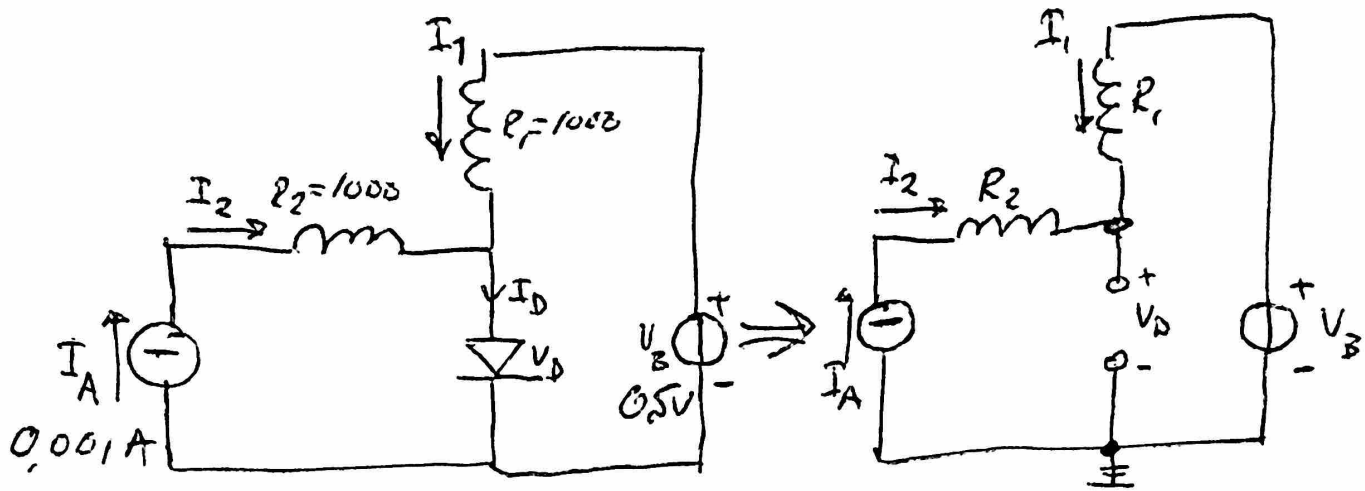 I1
R1=1000
I2
R2=1000
ID
VD
IA
0,001A
VB
0,5V
+
-
I1
R1
I2
R2
+
VD
-
IA
+
VB
-